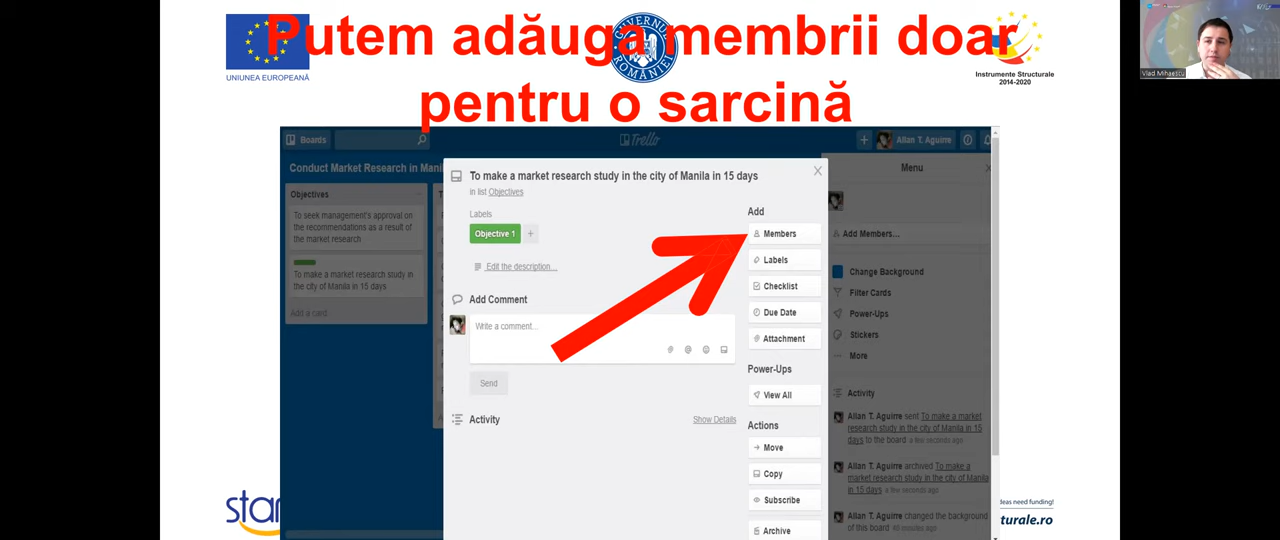 Putem adăuga membrii doar
pentru o sarcină
UNIUNEA EUROPEANĂ
GUVERNUL ROMÂNIEI
Instrumente Structurale
2014-2020
Vlad Mihaescu
Boards
Trello
Allan T. Aguirre
Conduct Market Research in Mani
Menu
Objectives
To seek management's approval on
the recommendations as a result of
the market research
To make a market research study in
the city of Manila in 15 days
Add a card...
To make a market research study in the city of Manila in 15 days
in list Objectives
Labels
Objective 1
+
Edit the description...
Add Comment
Write a comment...
Send
Activity
Show Details
Add
Members
Labels
Checklist
Due Date
Attachment
Power-Ups
View All
Actions
Move
Copy
Subscribe
Archive
Add Members...
Change Background
Filter Cards
Power-Ups
Stickers
More
Activity
Allan T. Aguirre sent To make a market
research study in the city of Manila in 15
days to the board a few seconds ago
Allan T. Aguirre archived To make a
market research study in the city of Manila
in 15 days a few seconds ago
Allan T. Aguirre changed the background
of this board 40 minutes ago
star
deas need funding!
turale.ro